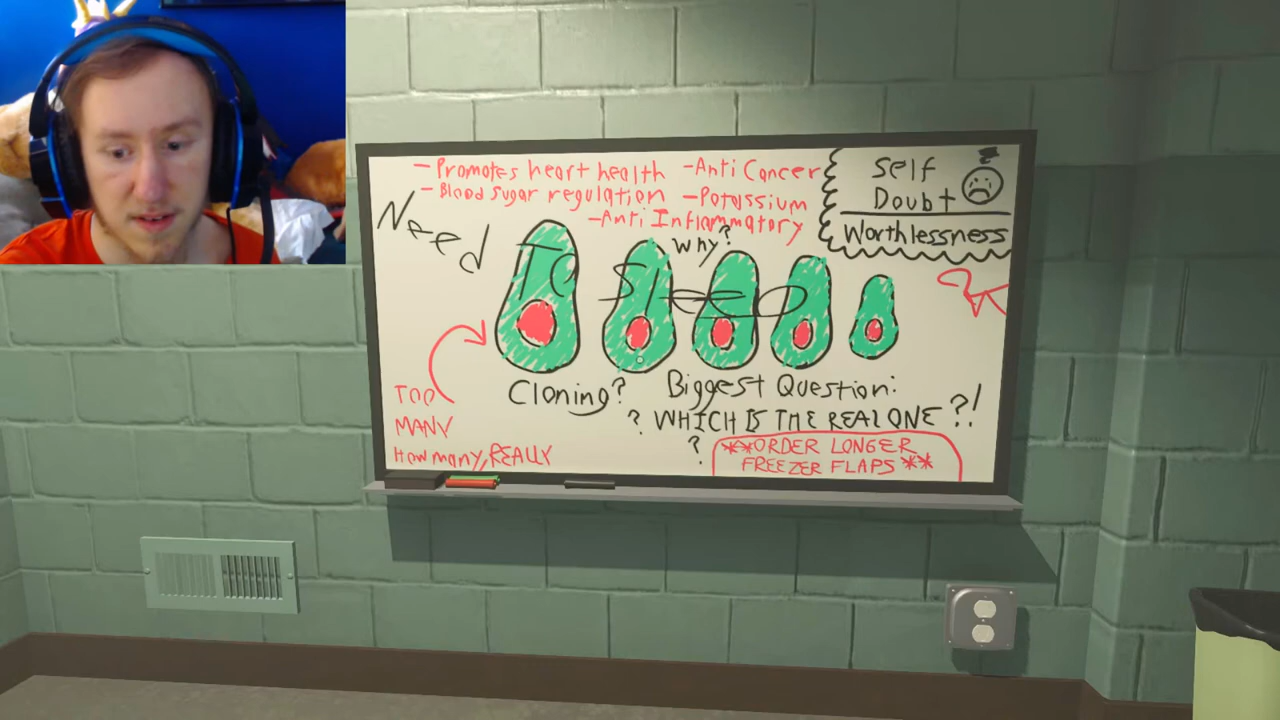 - Promotes heart health - Anti Cancer
- Blood sugar regulation - Potussium
- Anti Inflammatory
Self
Doubt
Worthlessness
Need
To Sleep
Why?
Cloning?
Biggest Question:
? WHICH IS THE REAL ONE?!
?
TOO
MANY
How many, REALLY
**ORDER LONGER
FREEZER FLAPS**